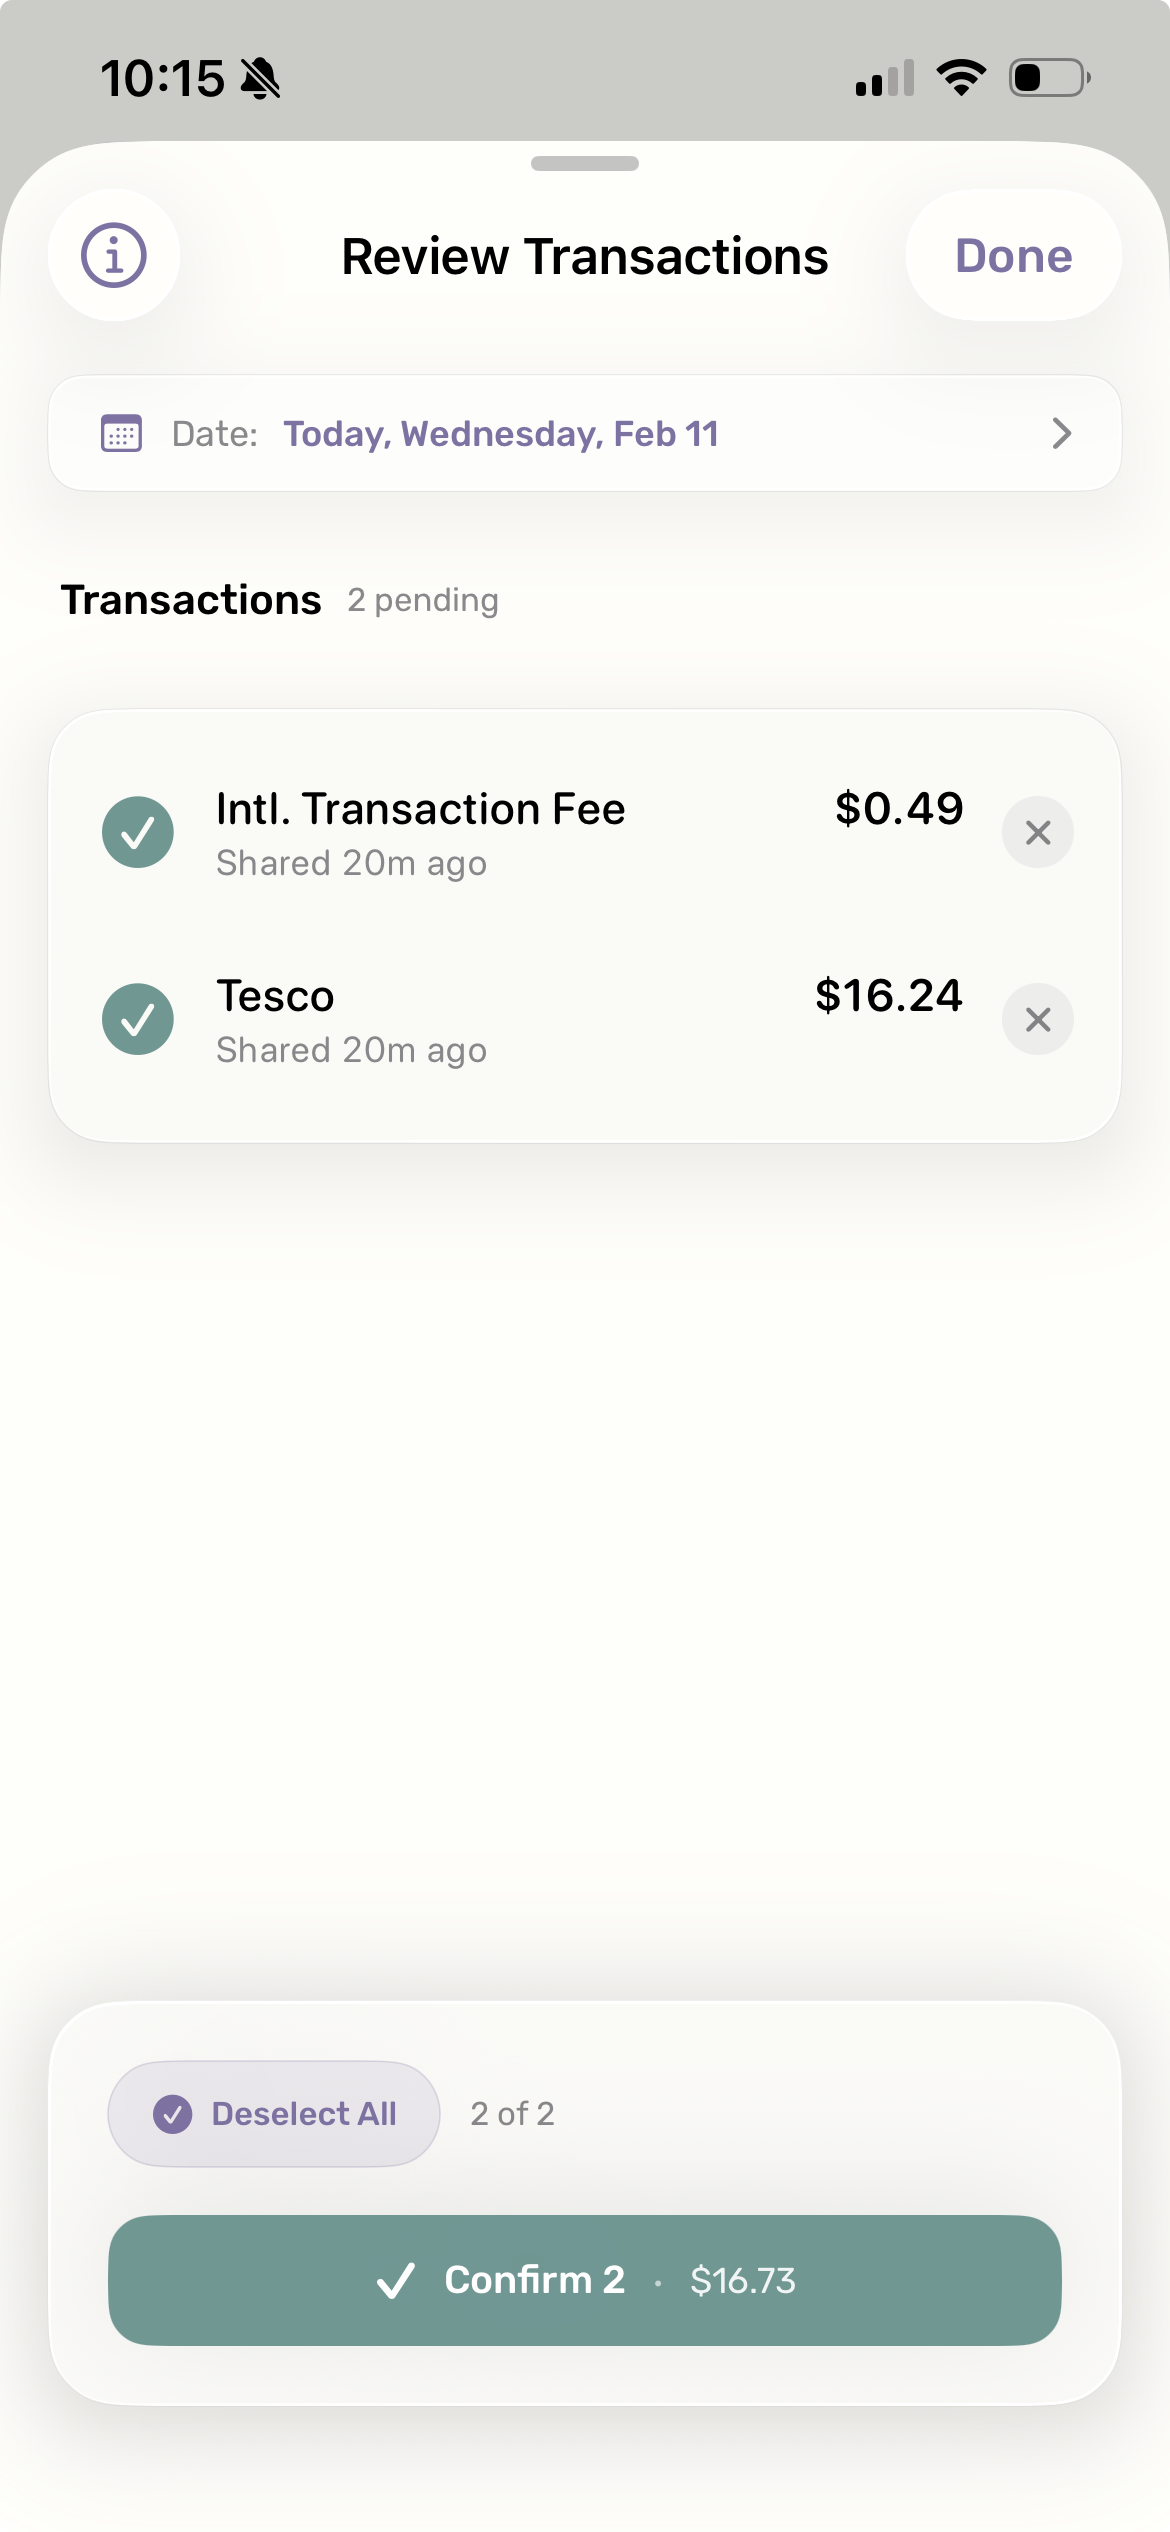 10:15
Review Transactions
Done
Date: Today, Wednesday, Feb 11
Transactions 2 pending
Intl. Transaction Fee $0.49
Shared 20m ago
Tesco $16.24
Shared 20m ago
Deselect All 2 of 2
Confirm 2 · $16.73